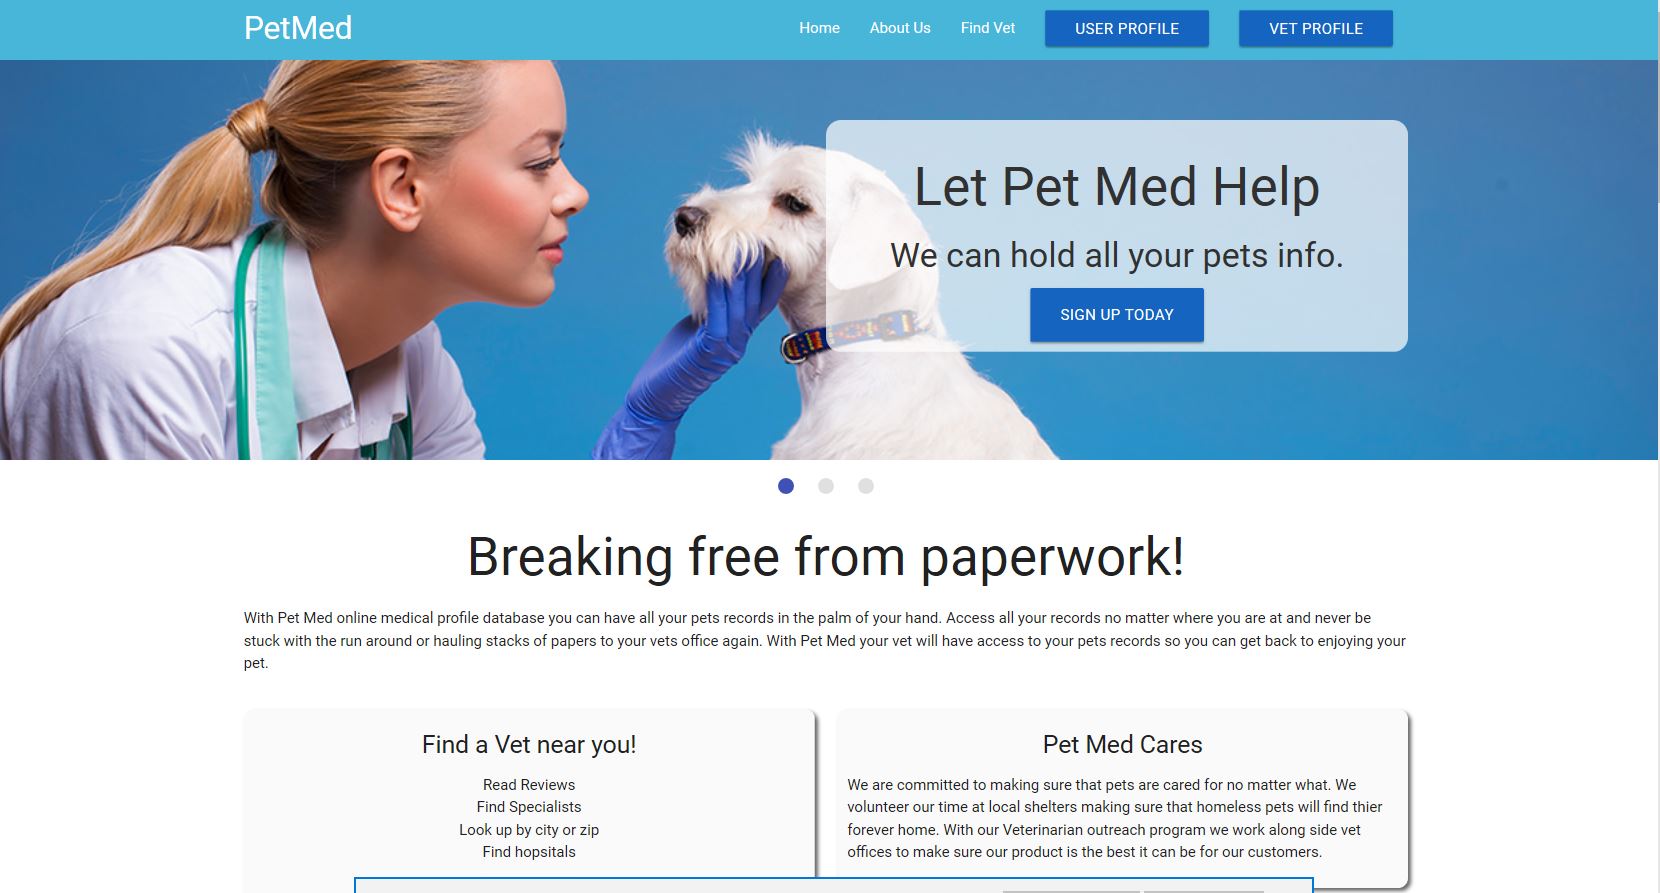 PetMed
Home About Us Find Vet USER PROFILE VET PROFILE
Let Pet Med Help
We can hold all your pets info.
SIGN UP TODAY
Breaking free from paperwork!
With Pet Med online medical profile database you can have all your pets records in the palm of your hand. Access all your records no matter where you are at and never be
stuck with the run around or hauling stacks of papers to your vets office again. With Pet Med your vet will have access to your pets records so you can get back to enjoying your
pet.
Find a Vet near you!
Read Reviews
Find Specialists
Look up by city or zip
Find hopsitals
Pet Med Cares
We are committed to making sure that pets are cared for no matter what. We
volunteer our time at local shelters making sure that homeless pets will find thier
forever home. With our Veterinarian outreach program we work along side vet
offices to make sure our product is the best it can be for our customers.